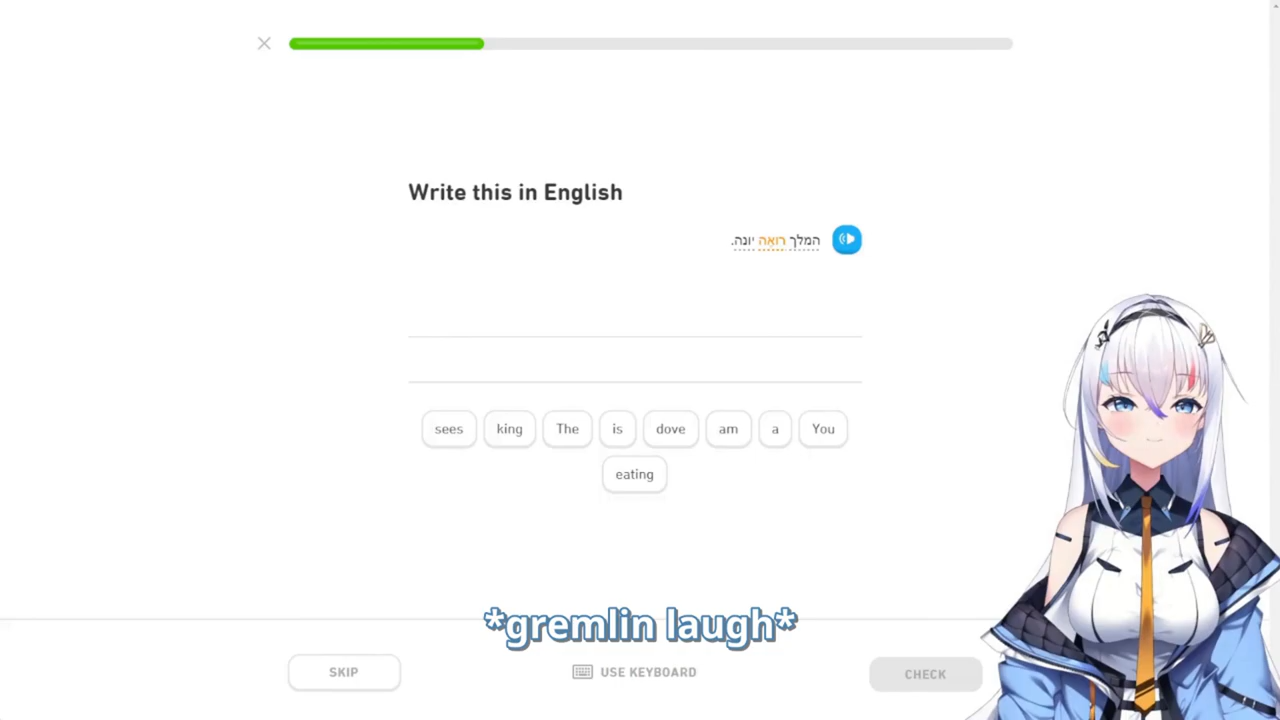 Write this in English
המלך רואה יונה.
sees king The is dove am a You
eating
*gremlin laugh*
SKIP USE KEYBOARD CHECK